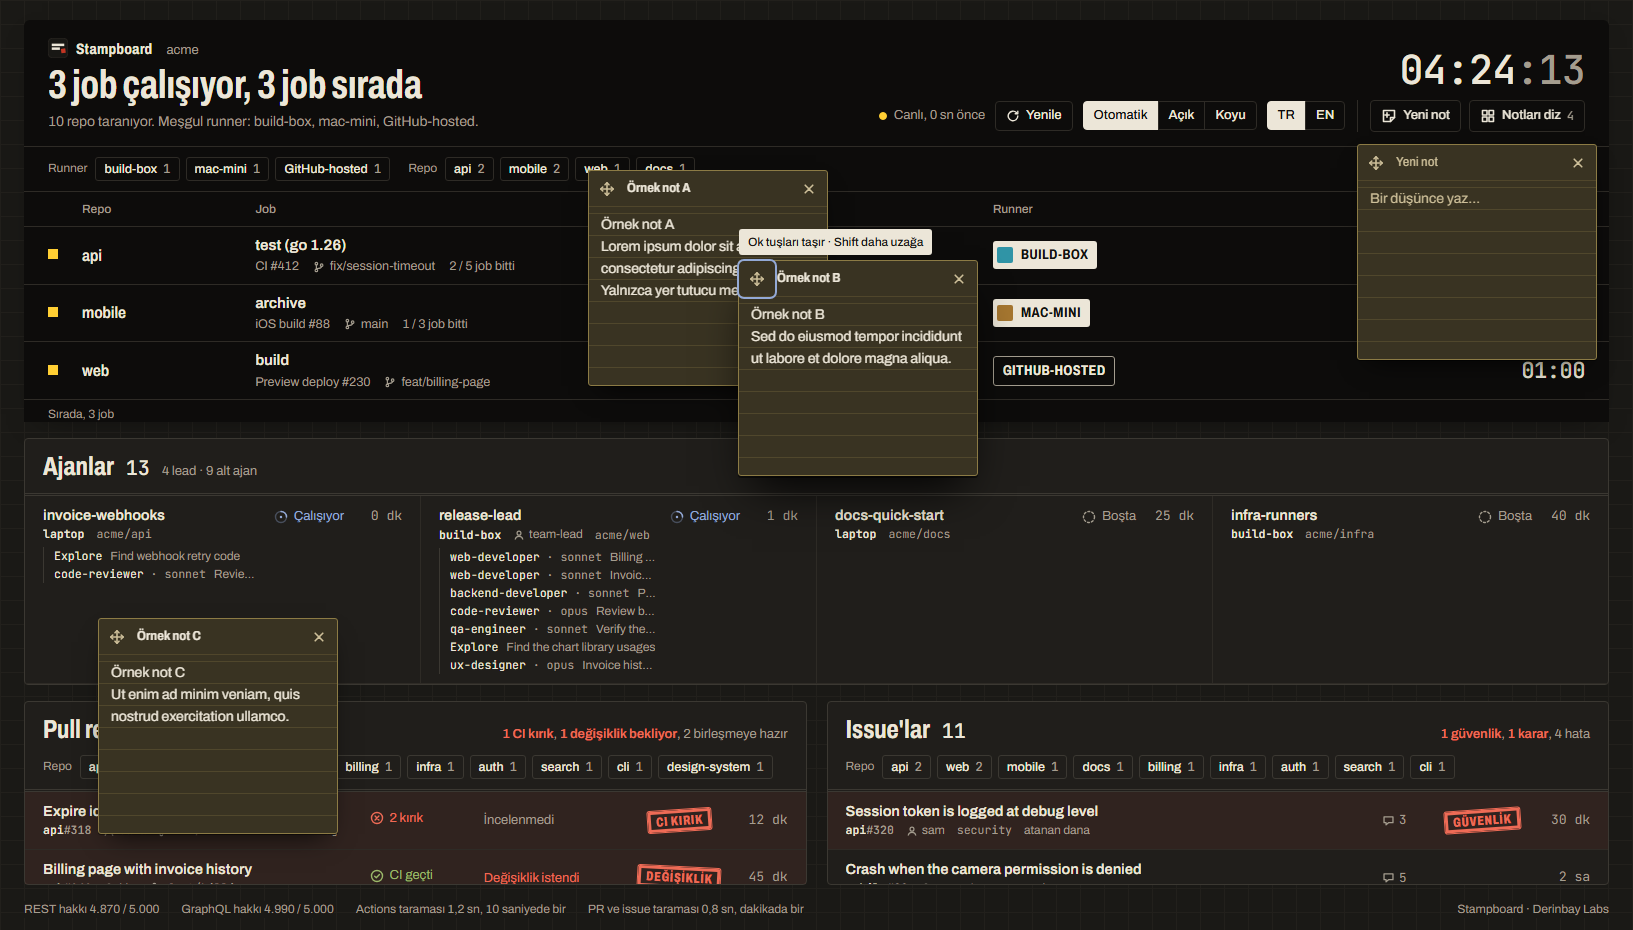 Stampboard acme
3 job çalışıyor, 3 job sırada
10 repo taranıyor. Meşgul runner: build-box, mac-mini, GitHub-hosted.
04:24:13
Canlı, 0 sn önce
Yenile
Otomatik Açık Koyu
TR EN
Yeni not
Notları diz 4
Runner build-box 1 mac-mini 1 GitHub-hosted 1 Repo api 2 mobile 2 web 1 docs 1
Repo Job Runner
api
test (go 1.26)
CI #412 fix/session-timeout 2 / 5 job bitti
BUILD-BOX
mobile
archive
iOS build #88 main 1 / 3 job bitti
MAC-MINI
web
build
Preview deploy #230 feat/billing-page
GITHUB-HOSTED
01:00
Sırada, 3 job
Örnek not A
Örnek not A
Lorem ipsum dolor sit
consectetur adipiscing
Yalnızca yer tutucu
Ok tuşları taşır · Shift daha uzağa
Örnek not B
Örnek not B
Sed do eiusmod tempor incididunt
ut labore et dolore magna aliqua.
Yeni not
Bir düşünce yaz...
Ajanlar 13 4 lead · 9 alt ajan
invoice-webhooks Çalışıyor 0 dk
laptop acme/api
Explore Find webhook retry code
code-reviewer · sonnet Revie...
release-lead Çalışıyor 1 dk
build-box team-lead acme/web
web-developer · sonnet Billing ...
web-developer · sonnet Invoic...
backend-developer · sonnet P...
code-reviewer · opus Review b...
qa-engineer · sonnet Verify the...
Explore Find the chart library usages
ux-designer · opus Invoice hist...
docs-quick-start Boşta 25 dk
laptop acme/docs
infra-runners Boşta 40 dk
build-box acme/infra
Örnek not C
Örnek not C
Ut enim ad minim veniam, quis
nostrud exercitation ullamco.
Pull
1 CI kırık, 1 değişiklik bekliyor, 2 birleşmeye hazır
Repo billing 1 infra 1 auth 1 search 1 cli 1 design-system 1
Expire
api#318
2 kırık
İncelenmedi
CI KIRIK
12 dk
Billing page with invoice history
CI geçti
Değişiklik istendi
DEĞİŞİKLİK
45 dk
Issue'lar 11
1 güvenlik, 1 karar, 4 hata
Repo api 2 web 2 mobile 1 docs 1 billing 1 infra 1 auth 1 search 1 cli 1
Session token is logged at debug level
api#320 sam security atanan dana
3
GÜVENLİK
30 dk
Crash when the camera permission is denied
5
2 sa
REST hakkı 4.870 / 5.000 GraphQL hakkı 4.990 / 5.000 Actions taraması 1,2 sn, 10 saniyede bir PR ve issue taraması 0,8 sn, dakikada bir
Stampboard · Derinbay Labs